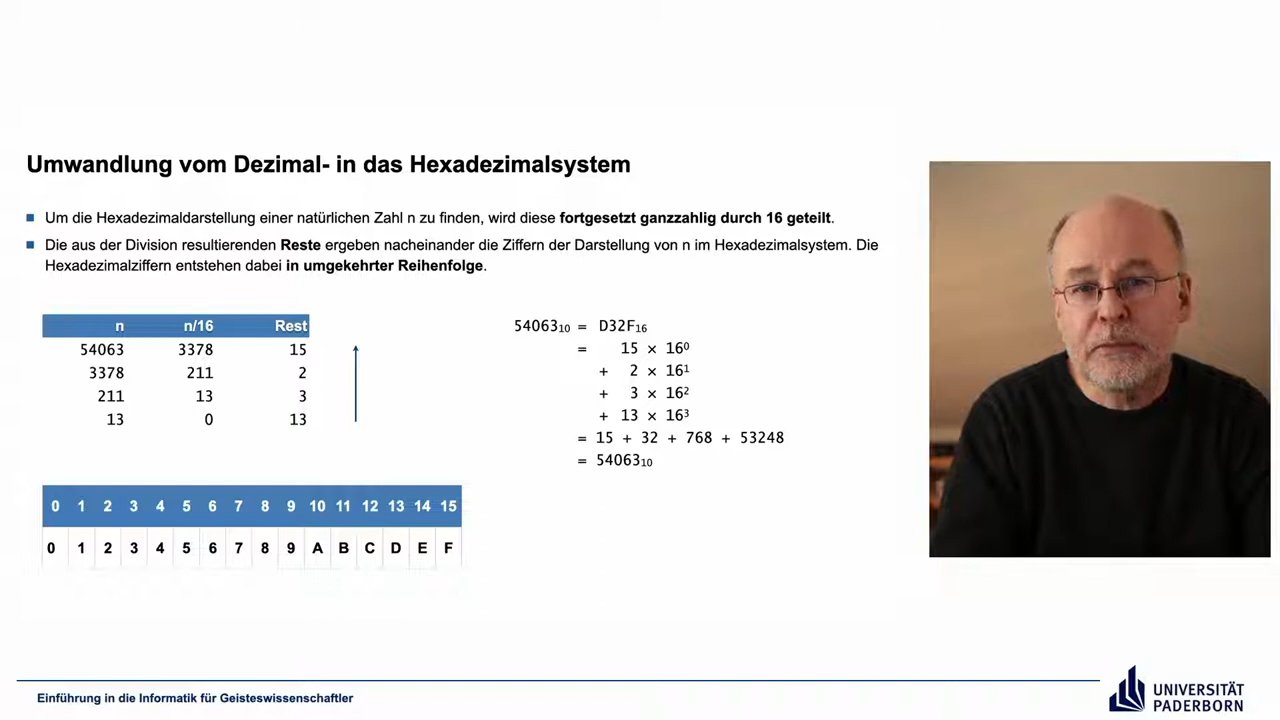 Umwandlung vom Dezimal- in das Hexadezimalsystem
Um die Hexadezimaldarstellung einer natürlichen Zahl n zu finden, wird diese fortgesetzt ganzzahlig durch 16 geteilt.
Die aus der Division resultierenden Reste ergeben nacheinander die Ziffern der Darstellung von n im Hexadezimalsystem. Die
Hexadezimalziffern entstehen dabei in umgekehrter Reihenfolge.
n n/16 Rest
54063 3378 15
3378 211 2
211 13 3
13 0 13
54063₁₀ = D32F₁₆
= 15 × 16⁰
+ 2 × 16¹
+ 3 × 16²
+ 13 × 16³
= 15 + 32 + 768 + 53248
= 54063₁₀
0 1 2 3 4 5 6 7 8 9 10 11 12 13 14 15
0 1 2 3 4 5 6 7 8 9 A B C D E F
Einführung in die Informatik für Geisteswissenschaftler
UNIVERSITÄT
PADERBORN